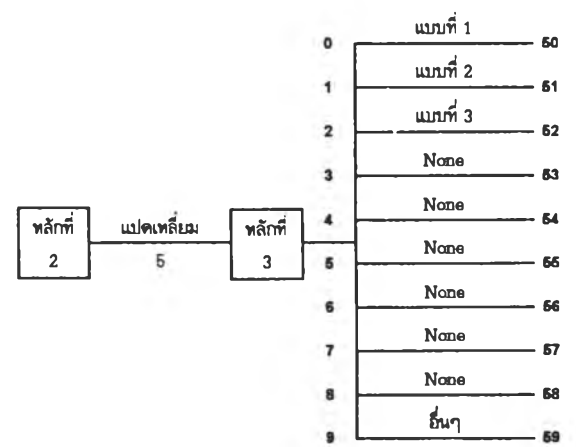 แบบที่ 1
0 50
แบบที่ 2
1 51
แบบที่ 3
2 52
None
3 53
None
4 54
หลักที่ 2
แปดเหลี่ยม 5
หลักที่ 3
None
5 55
None
6 56
None
7 57
None
8 58
อื่นๆ
9 59